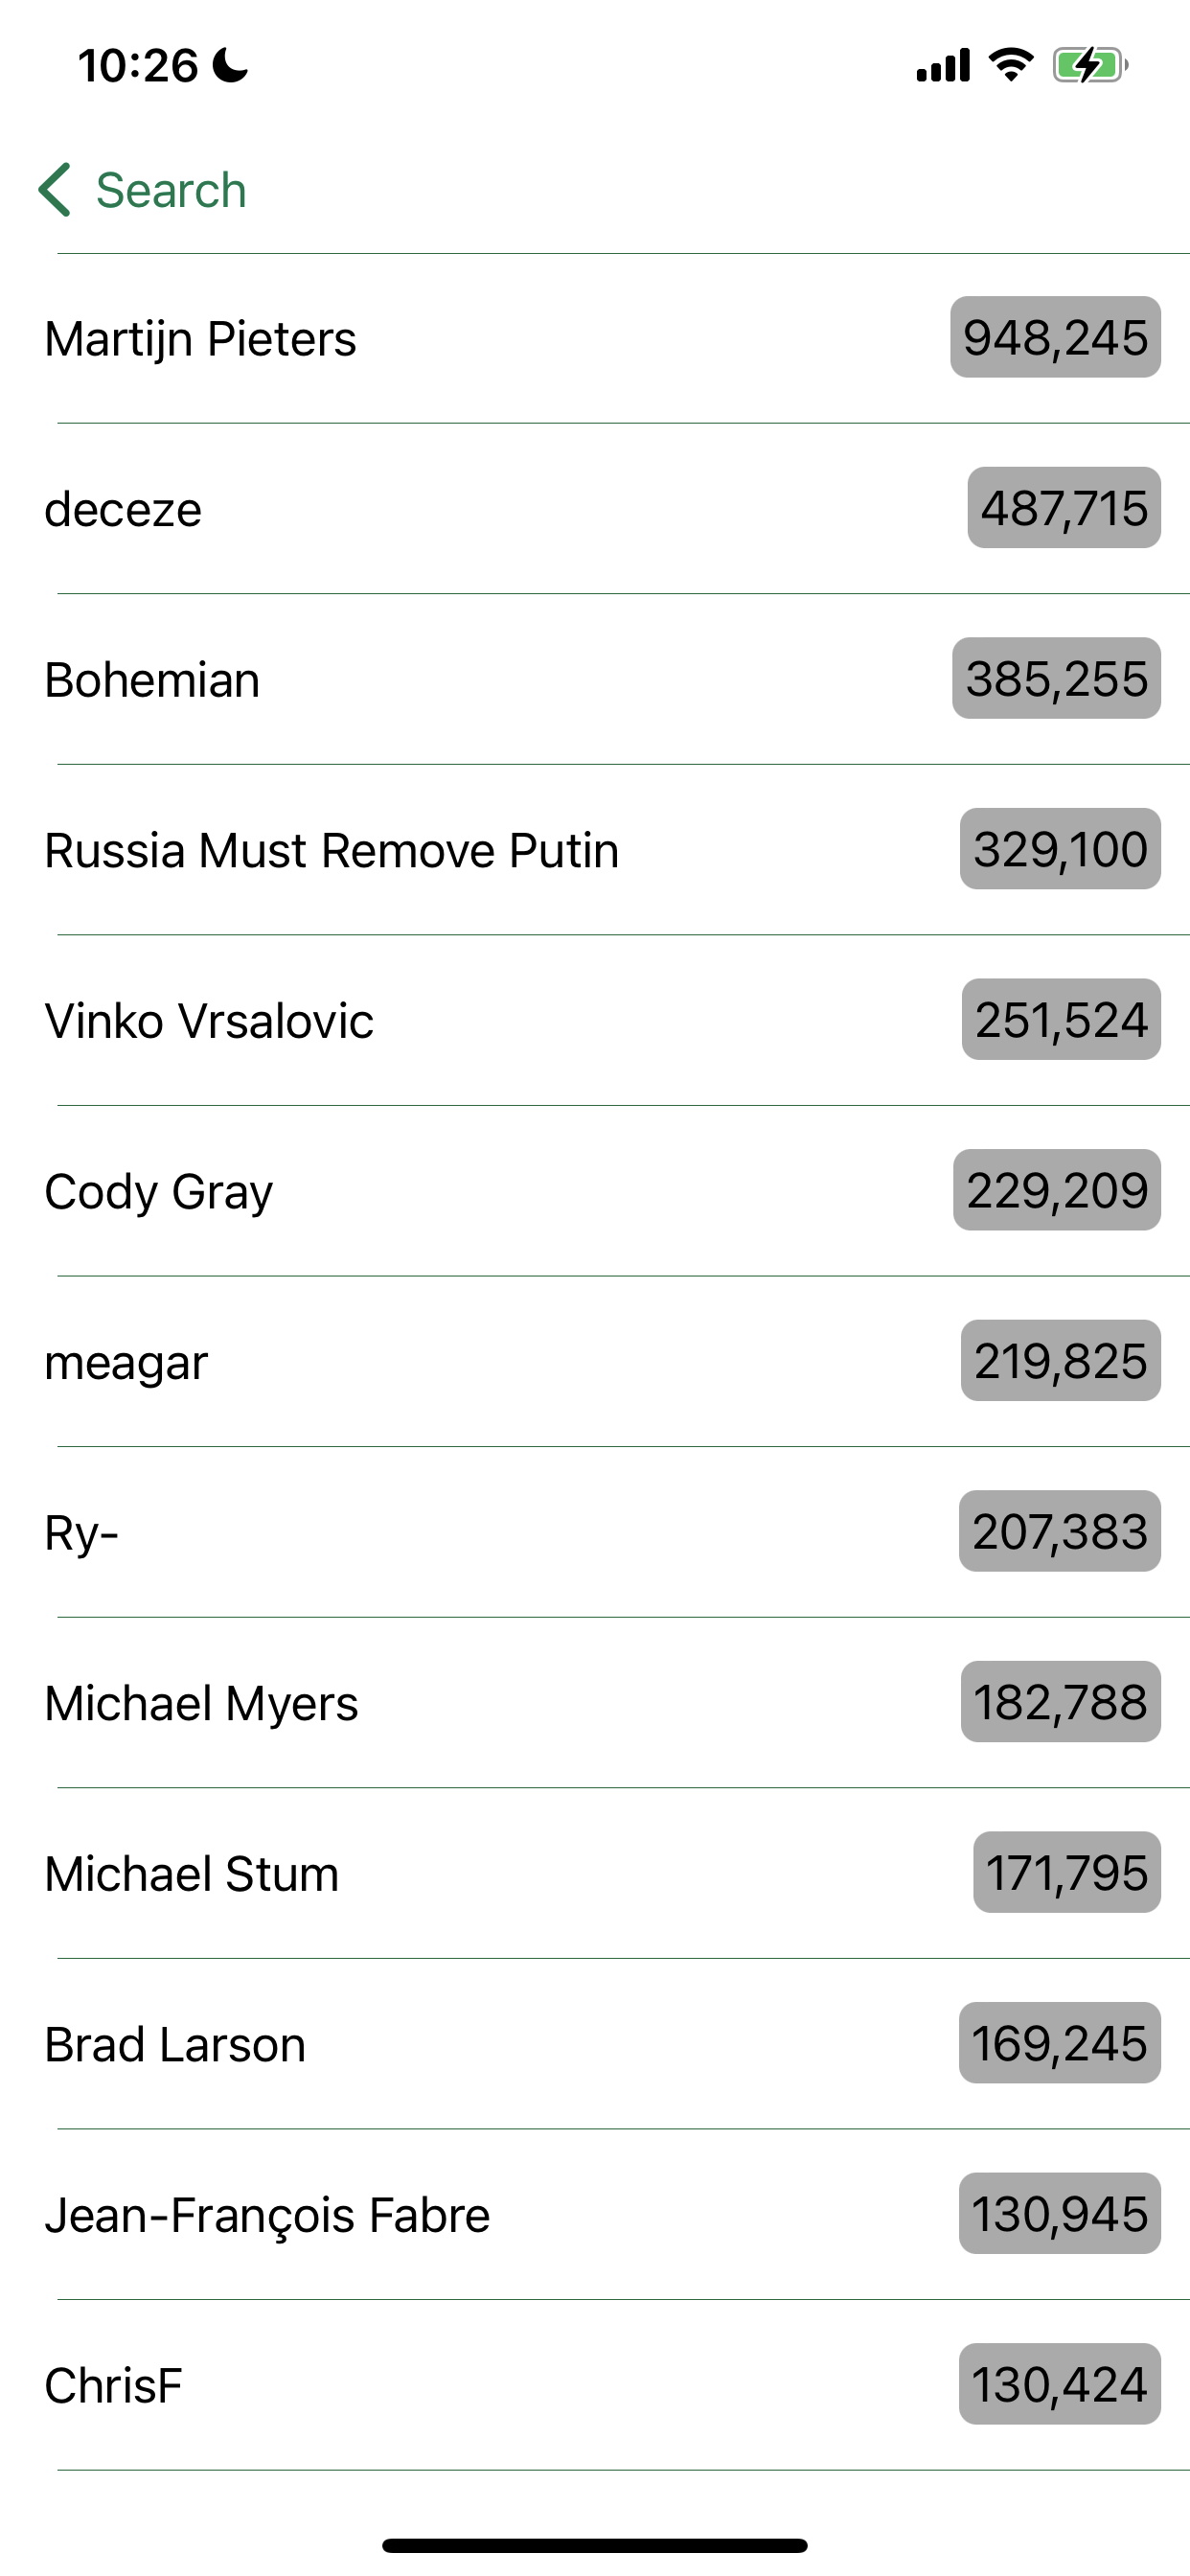 10:26
Search
Martijn Pieters 948,245
deceze 487,715
Bohemian 385,255
Russia Must Remove Putin 329,100
Vinko Vrsalovic 251,524
Cody Gray 229,209
meagar 219,825
Ry- 207,383
Michael Myers 182,788
Michael Stum 171,795
Brad Larson 169,245
Jean-François Fabre 130,945
ChrisF 130,424